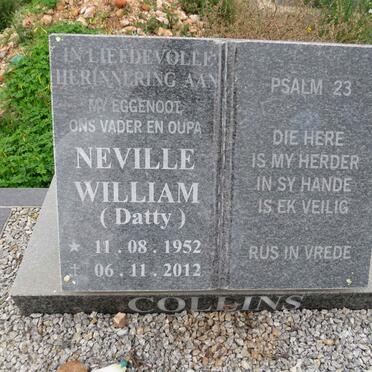 IN LIEFDEVOLLE
HERINNERING AAN
MY EGGENOOT,
ONS VADER EN OUPA
NEVILLE
WILLIAM
(Datty)
★ 11.08.1952
✝ 06.11.2012
PSALM 23
DIE HERE
IS MY HERDER
IN SY HANDE
IS EK VEILIG
RUS IN VREDE
COLLINS